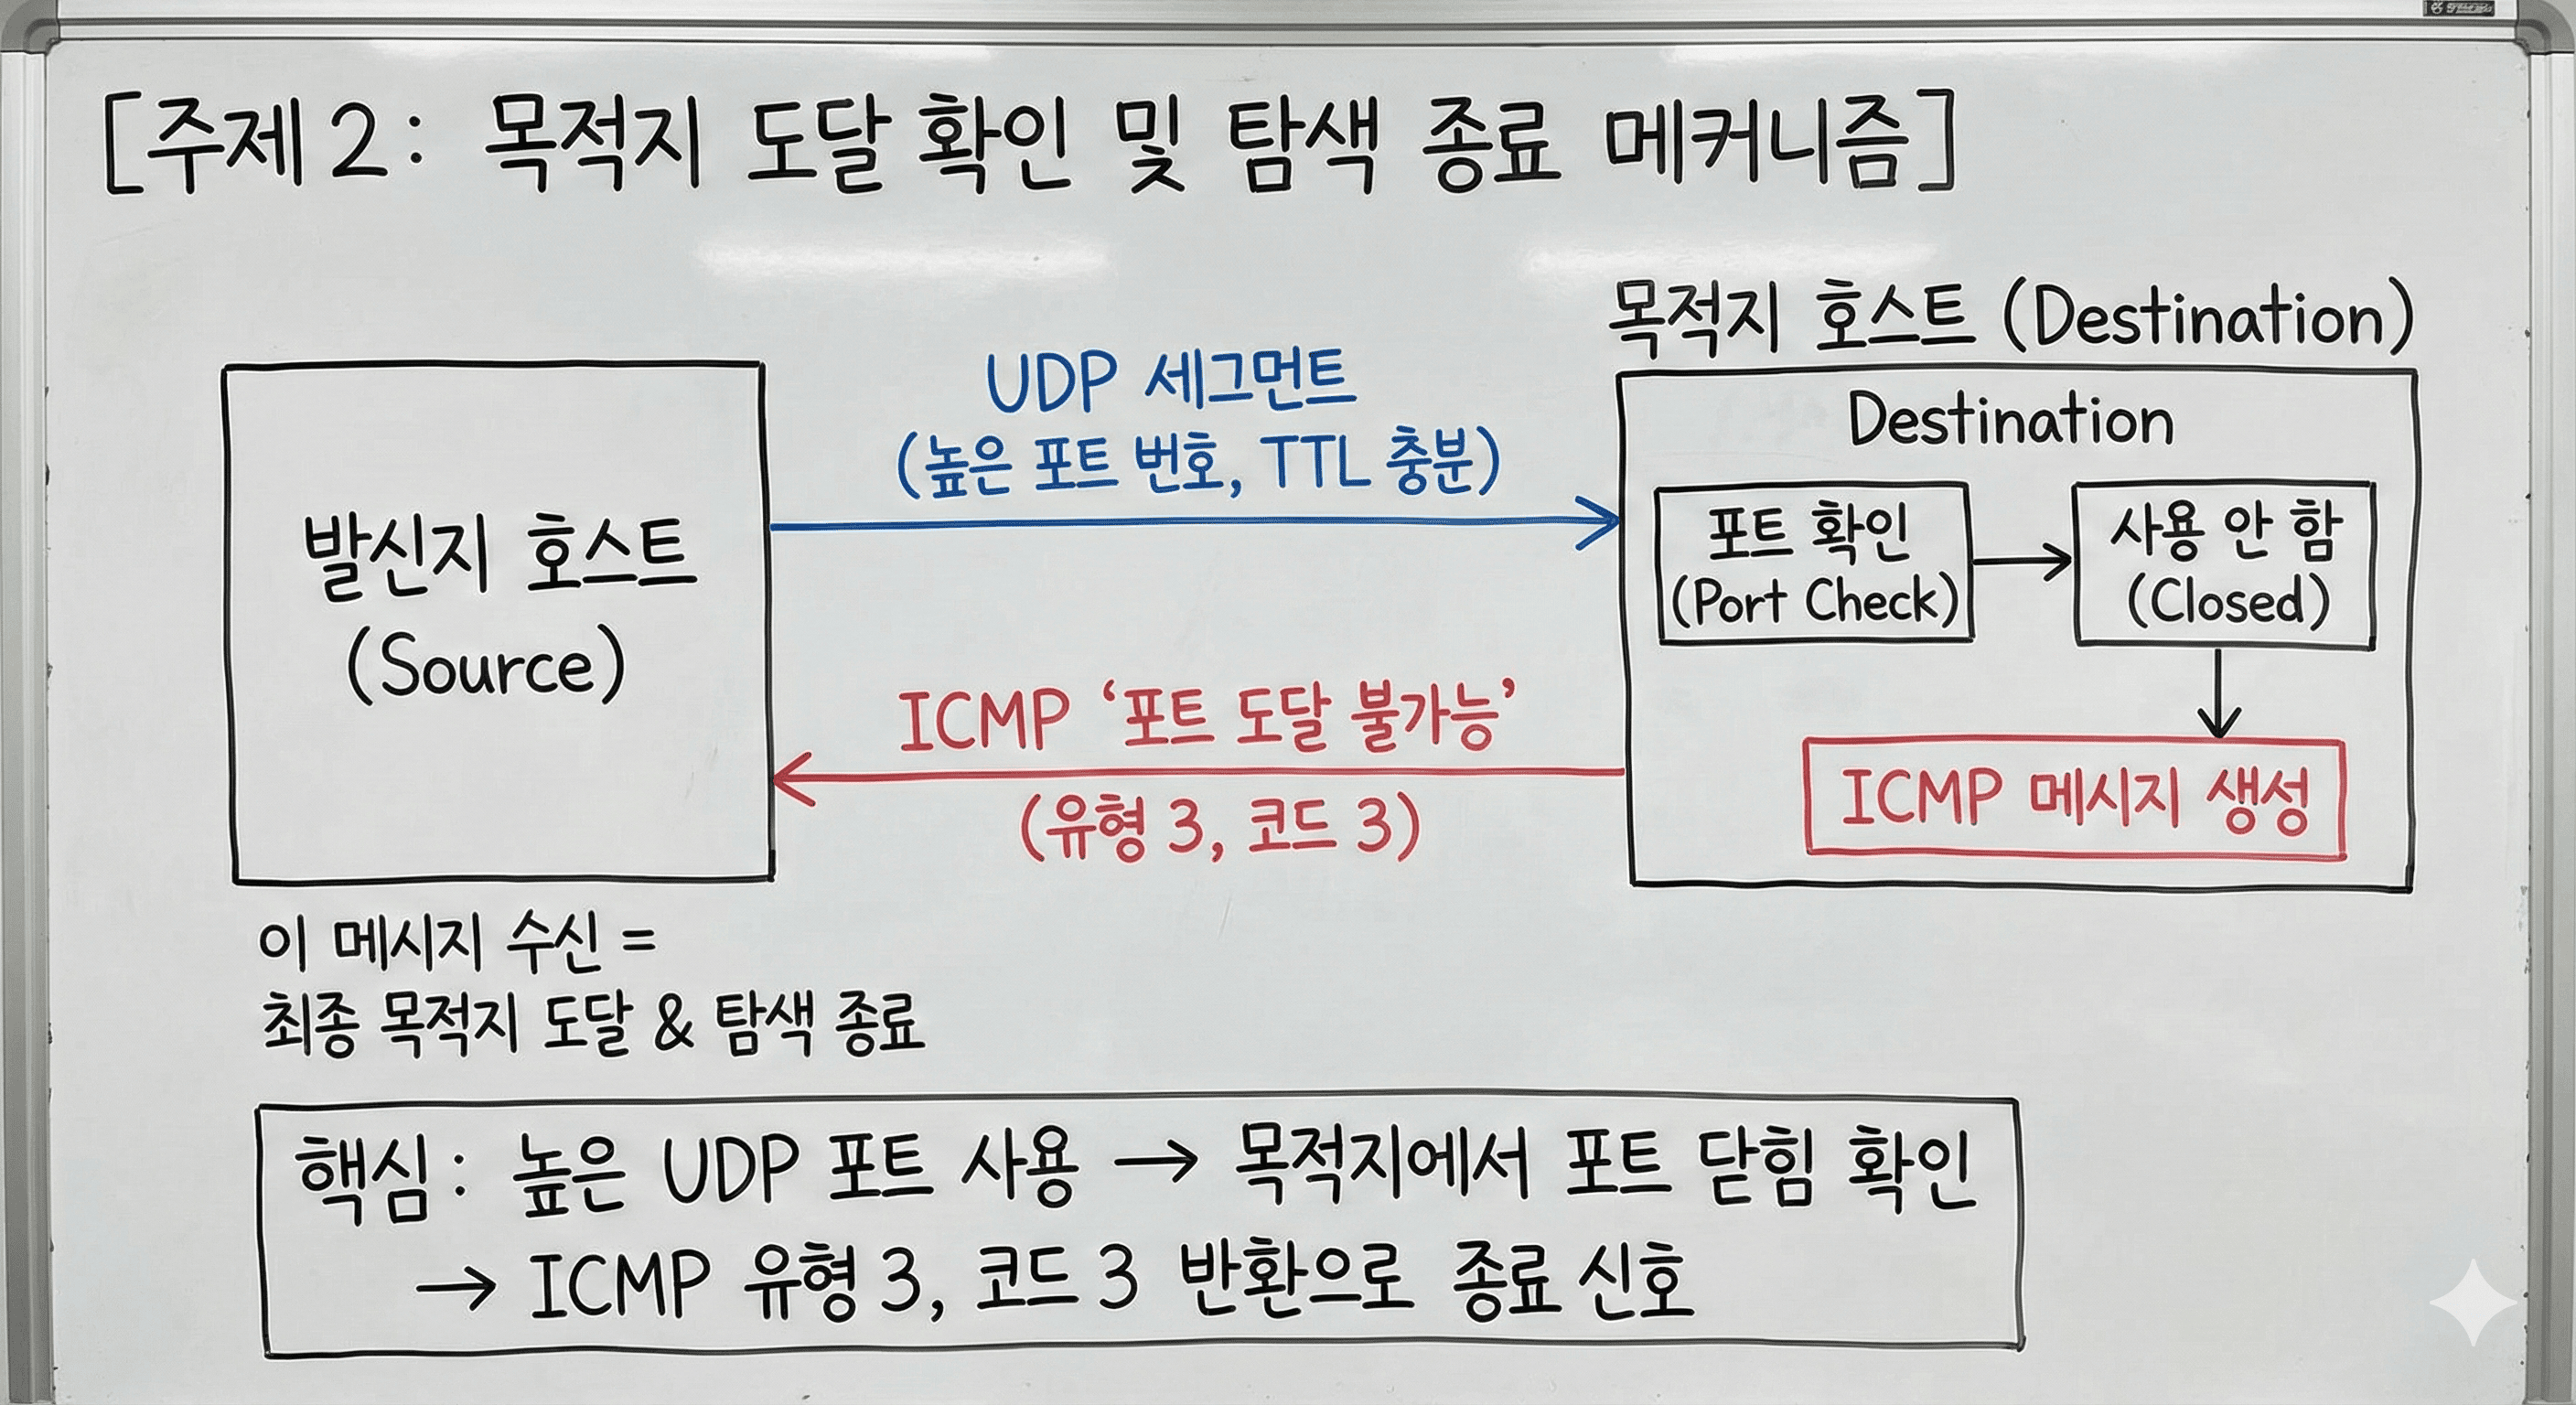 [주제 2: 목적지 도달 확인 및 탐색 종료 메커니즘]
목적지 호스트 (Destination)
발신지 호스트
(Source)
UDP 세그먼트
(높은 포트 번호, TTL 충분)
Destination
포트 확인
(Port Check)
사용 안 함
(Closed)
ICMP ‘포트 도달 불가능’
(유형 3, 코드 3)
ICMP 메시지 생성
이 메시지 수신 =
최종 목적지 도달 & 탐색 종료
핵심: 높은 UDP 포트 사용 → 목적지에서 포트 닫힘 확인
→ ICMP 유형 3, 코드 3 반환으로 종료 신호